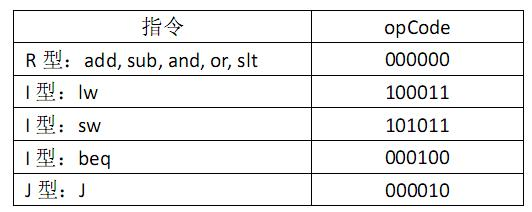 指令 opCode
R 型：add, sub, and, or, slt 000000
I 型：lw 100011
I 型：sw 101011
I 型：beq 000100
J 型：J 000010